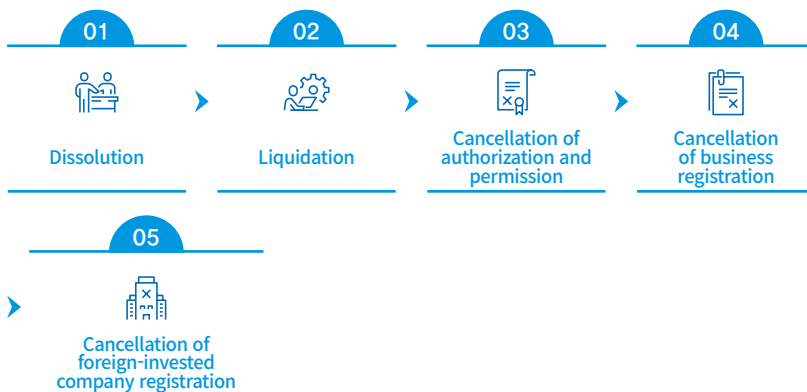 01
02
03
04
Dissolution
Liquidation
Cancellation of
authorization and
permission
Cancellation
of business
registration
05
Cancellation of
foreign-invested
company registration